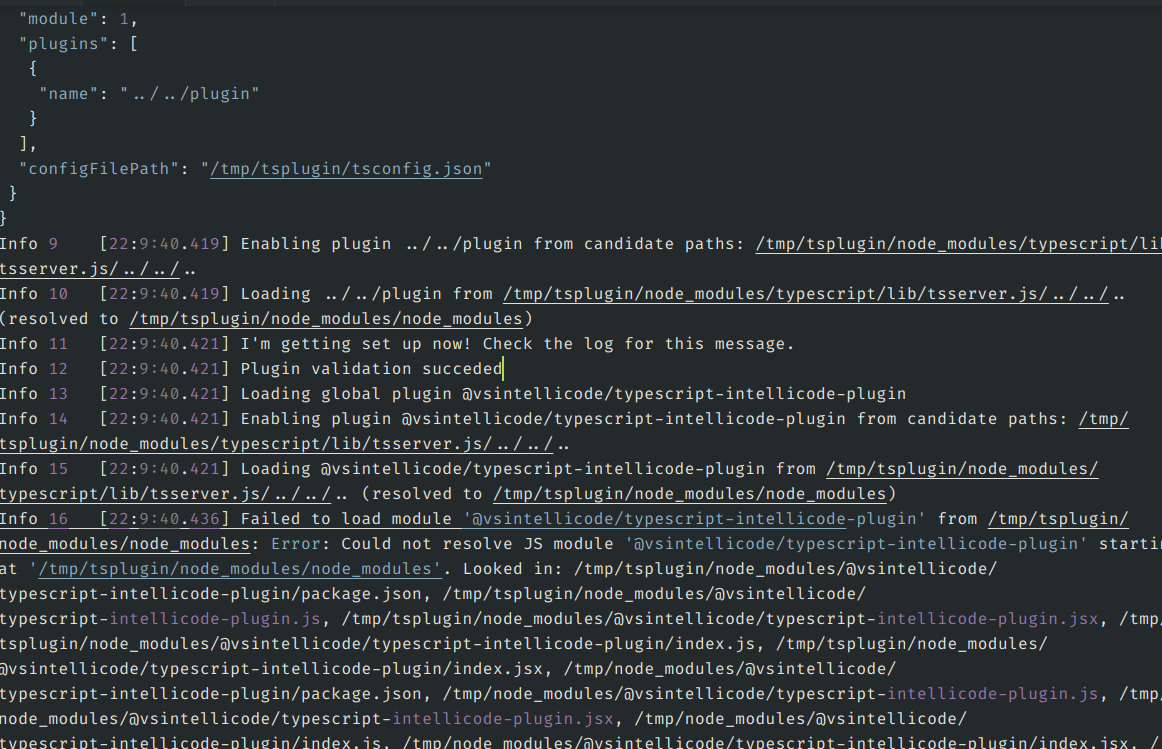 "module": 1,
"plugins": [
{
"name": "../../plugin"
}
],
"configFilePath": "/tmp/tsplugin/tsconfig.json"
}
}
Info 9    [22:9:40.419] Enabling plugin ../../plugin from candidate paths: /tmp/tsplugin/node_modules/typescript/lib
tsserver.js/../../..
Info 10   [22:9:40.419] Loading ../../plugin from /tmp/tsplugin/node_modules/typescript/lib/tsserver.js/../../..
(resolved to /tmp/tsplugin/node_modules/node_modules)
Info 11   [22:9:40.421] I'm getting set up now! Check the log for this message.
Info 12   [22:9:40.421] Plugin validation succeded
Info 13   [22:9:40.421] Loading global plugin @vsintellicode/typescript-intellicode-plugin
Info 14   [22:9:40.421] Enabling plugin @vsintellicode/typescript-intellicode-plugin from candidate paths: /tmp/
tsplugin/node_modules/typescript/lib/tsserver.js/../../..
Info 15   [22:9:40.421] Loading @vsintellicode/typescript-intellicode-plugin from /tmp/tsplugin/node_modules/
typescript/lib/tsserver.js/../../.. (resolved to /tmp/tsplugin/node_modules/node_modules)
Info 16   [22:9:40.436] Failed to load module '@vsintellicode/typescript-intellicode-plugin' from /tmp/tsplugin/
node_modules/node_modules: Error: Could not resolve JS module '@vsintellicode/typescript-intellicode-plugin' startin
at '/tmp/tsplugin/node_modules/node_modules'. Looked in: /tmp/tsplugin/node_modules/@vsintellicode/
typescript-intellicode-plugin/package.json, /tmp/tsplugin/node_modules/@vsintellicode/
typescript-intellicode-plugin.js, /tmp/tsplugin/node_modules/@vsintellicode/typescript-intellicode-plugin.jsx, /tmp/
tsplugin/node_modules/@vsintellicode/typescript-intellicode-plugin/index.js, /tmp/tsplugin/node_modules/
@vsintellicode/typescript-intellicode-plugin/index.jsx, /tmp/node_modules/@vsintellicode/
typescript-intellicode-plugin/package.json, /tmp/node_modules/@vsintellicode/typescript-intellicode-plugin.js, /tmp/
node_modules/@vsintellicode/typescript-intellicode-plugin.jsx, /tmp/node_modules/@vsintellicode/
typescript-intellicode-plugin/index.js, /tmp/node_modules/@vsintellicode/typescript-intellicode-plugin/index.jsx, /